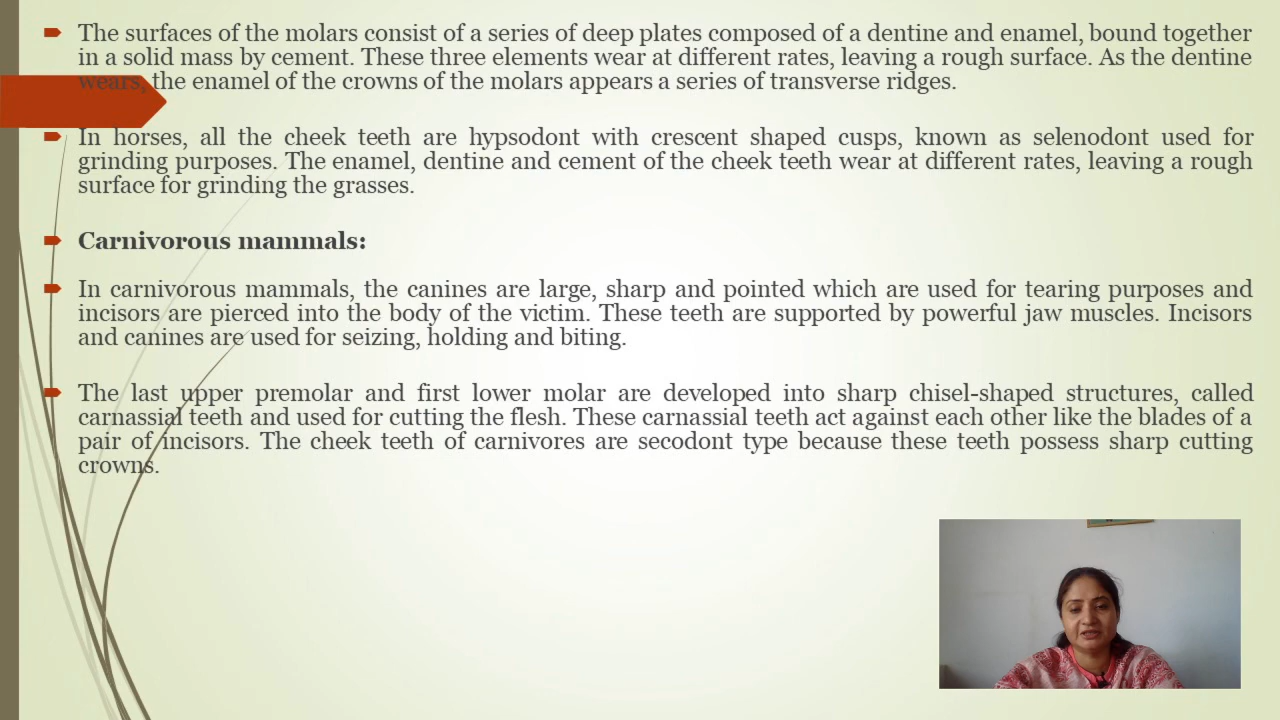 The surfaces of the molars consist of a series of deep plates composed of a dentine and enamel, bound together
in a solid mass by cement. These three elements wear at different rates, leaving a rough surface. As the dentine
wears, the enamel of the crowns of the molars appears a series of transverse ridges.
In horses, all the cheek teeth are hypsodont with crescent shaped cusps, known as selenodont used for
grinding purposes. The enamel, dentine and cement of the cheek teeth wear at different rates, leaving a rough
surface for grinding the grasses.
Carnivorous mammals:
In carnivorous mammals, the canines are large, sharp and pointed which are used for tearing purposes and
incisors are pierced into the body of the victim. These teeth are supported by powerful jaw muscles. Incisors
and canines are used for seizing, holding and biting.
The last upper premolar and first lower molar are developed into sharp chisel-shaped structures, called
carnassial teeth and used for cutting the flesh. These carnassial teeth act against each other like the blades of a
pair of incisors. The cheek teeth of carnivores are secodont type because these teeth possess sharp cutting
crowns.